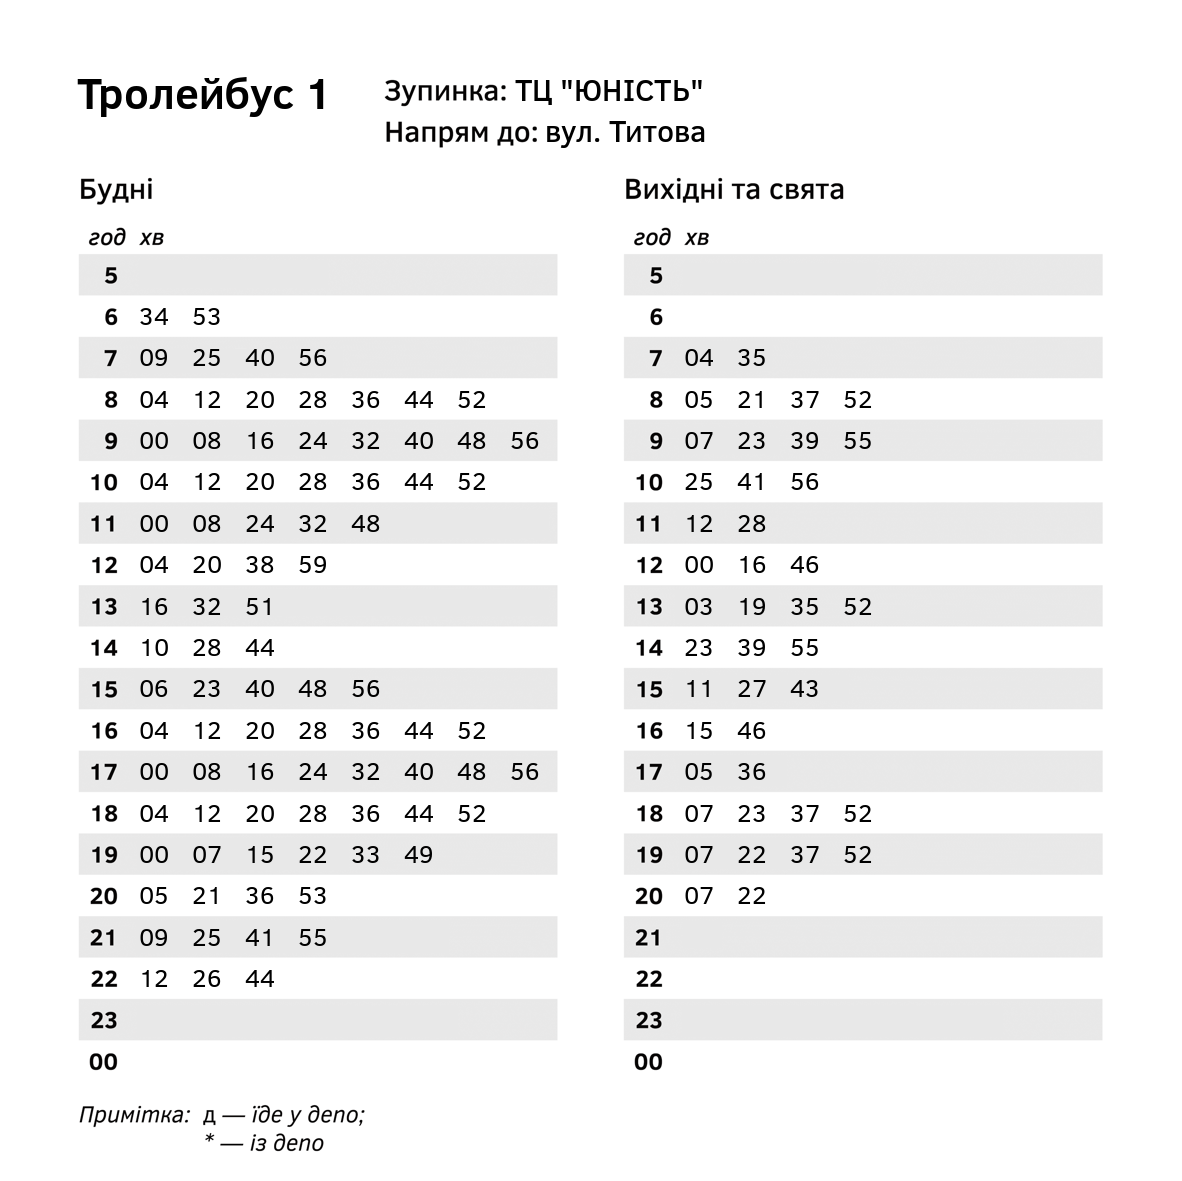 Тролейбус 1
Зупинка: ТЦ "ЮНІСТЬ"
Напрям до: вул. Титова
Будні
год хв
5
6 34 53
7 09 25 40 56
8 04 12 20 28 36 44 52
9 00 08 16 24 32 40 48 56
10 04 12 20 28 36 44 52
11 00 08 24 32 48
12 04 20 38 59
13 16 32 51
14 10 28 44
15 06 23 40 48 56
16 04 12 20 28 36 44 52
17 00 08 16 24 32 40 48 56
18 04 12 20 28 36 44 52
19 00 07 15 22 33 49
20 05 21 36 53
21 09 25 41 55
22 12 26 44
23
00
Вихідні та свята
год хв
5
6
7 04 35
8 05 21 37 52
9 07 23 39 55
10 25 41 56
11 12 28
12 00 16 46
13 03 19 35 52
14 23 39 55
15 11 27 43
16 15 46
17 05 36
18 07 23 37 52
19 07 22 37 52
20 07 22
21
22
23
00
Примітка: д — їде у депо;
* — із депо